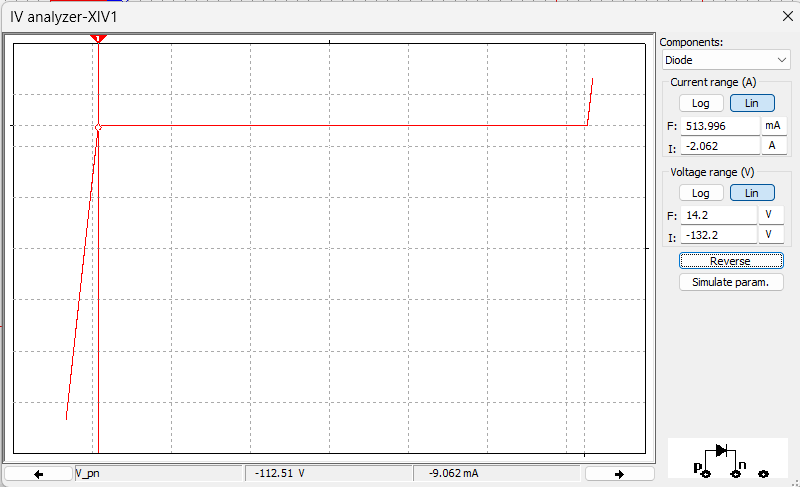 IV analyzer-XIV1
1
Components:
Diode
Current range (A)
Log Lin
F: 513.996 mA
I: -2.062 A
Voltage range (V)
Log Lin
F: 14.2 V
I: -132.2 V
Reverse
Simulate param.
p n
V_pn -112.51 V -9.062 mA